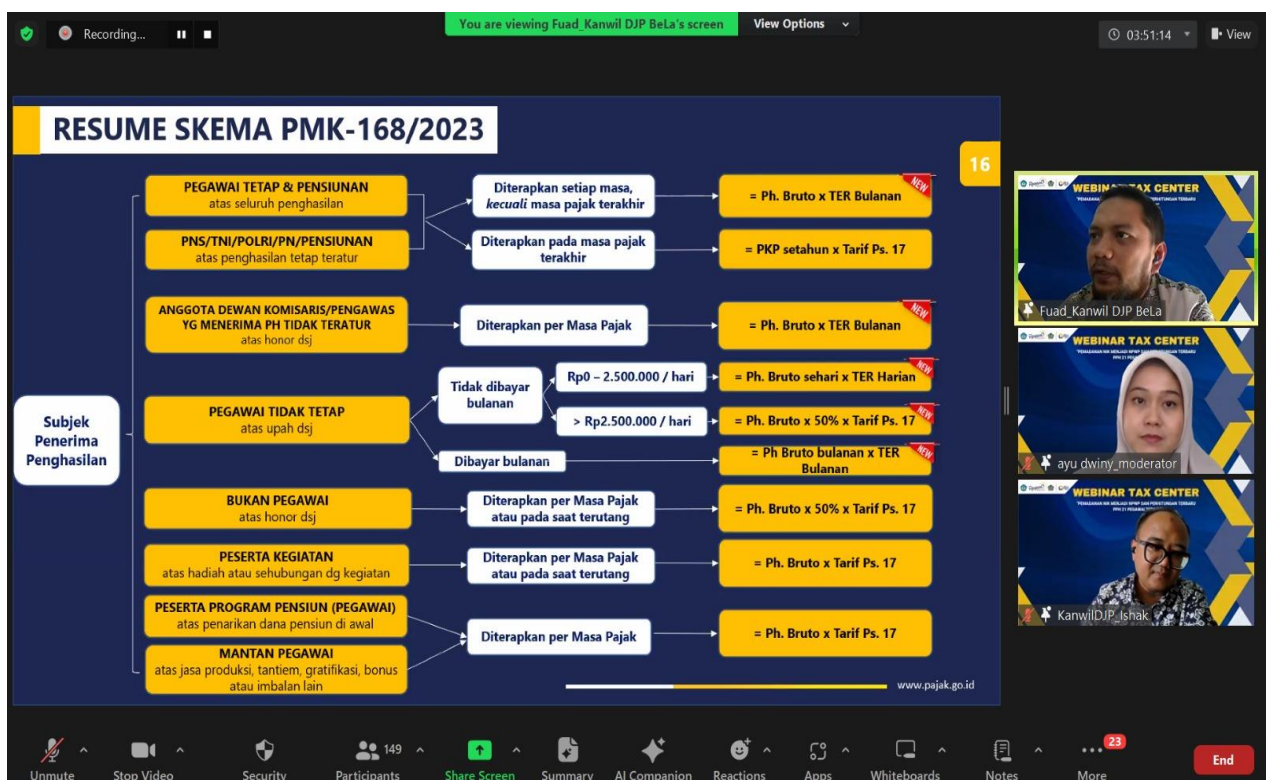 Recording...
You are viewing Fuad_Kanwil DJP BeLa's screen
View Options
03:51:14
View
RESUME SKEMA PMK-168/2023
16
Subjek
Penerima
Penghasilan
PEGAWAI TETAP & PENSIUNAN
atas seluruh penghasilan
PNS/TNI/POLRI/PN/PENSIUNAN
atas penghasilan tetap teratur
Diterapkan setiap masa,
kecuali masa pajak terakhir
= Ph. Bruto x TER Bulanan
NEW
Diterapkan pada masa pajak
terakhir
= PKP setahun x Tarif Ps. 17
ANGGOTA DEWAN KOMISARIS/PENGAWAS
YG MENERIMA PH TIDAK TERATUR
atas honor dsj
Diterapkan per Masa Pajak
= Ph. Bruto x TER Bulanan
NEW
PEGAWAI TIDAK TETAP
atas upah dsj
Tidak dibayar
bulanan
Rp0 – 2.500.000 / hari
= Ph. Bruto sehari x TER Harian
NEW
> Rp2.500.000 / hari
= Ph. Bruto x 50% x Tarif Ps. 17
NEW
Dibayar bulanan
= Ph Bruto bulanan x TER
Bulanan
NEW
BUKAN PEGAWAI
atas honor dsj
Diterapkan per Masa Pajak
atau pada saat terutang
= Ph. Bruto x 50% x Tarif Ps. 17
PESERTA KEGIATAN
atas hadiah atau sehubungan dg kegiatan
Diterapkan per Masa Pajak
atau pada saat terutang
= Ph. Bruto x Tarif Ps. 17
PESERTA PROGRAM PENSIUN (PEGAWAI)
atas penarikan dana pensiun di awal
MANTAN PEGAWAI
atas jasa produksi, tantiem, gratifikasi, bonus
atau imbalan lain
Diterapkan per Masa Pajak
= Ph. Bruto x Tarif Ps. 17
www.pajak.go.id
WEBINAR TAX CENTER
Fuad_Kanwil DJP BeLa
WEBINAR TAX CENTER
ayu dwiny_moderator
WEBINAR TAX CENTER
KanwilDJP_Ishak
Unmute
Stop Video
Security
149
Participants
Share Screen
Summary
AI Companion
Reactions
Apps
Whiteboards
Notes
23
More
End